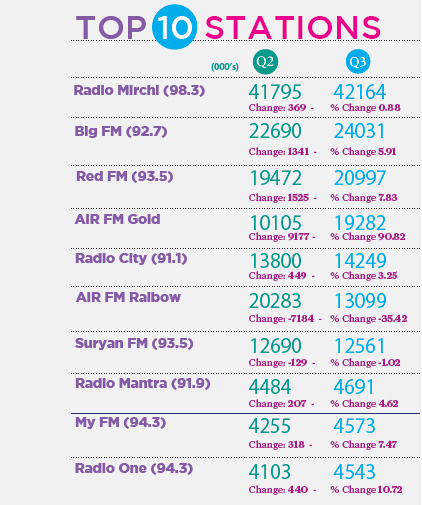 TOP 10 STATIONS
(000's) Q2 Q3
Radio Mirchi (98.3) 41795 42164
Change: 369 - % Change 0.88
Big FM (92.7) 22690 24031
Change: 1341 - % Change 5.91
Red FM (93.5) 19472 20997
Change: 1525 - % Change 7.83
AIR FM Gold 10105 19282
Change: 9177 - % Change 90.82
Radio City (91.1) 13800 14249
Change: 449 - % Change 3.25
AIR FM Raibow 20283 13099
Change: -7184 - % Change -35.42
Suryan FM (93.5) 12690 12561
Change: -129 - % Change -1.02
Radio Mantra (91.9) 4484 4691
Change: 207 - % Change 4.62
My FM (94.3) 4255 4573
Change: 318 - % Change 7.47
Radio One (94.3) 4103 4543
Change: 440 - % Change 10.72